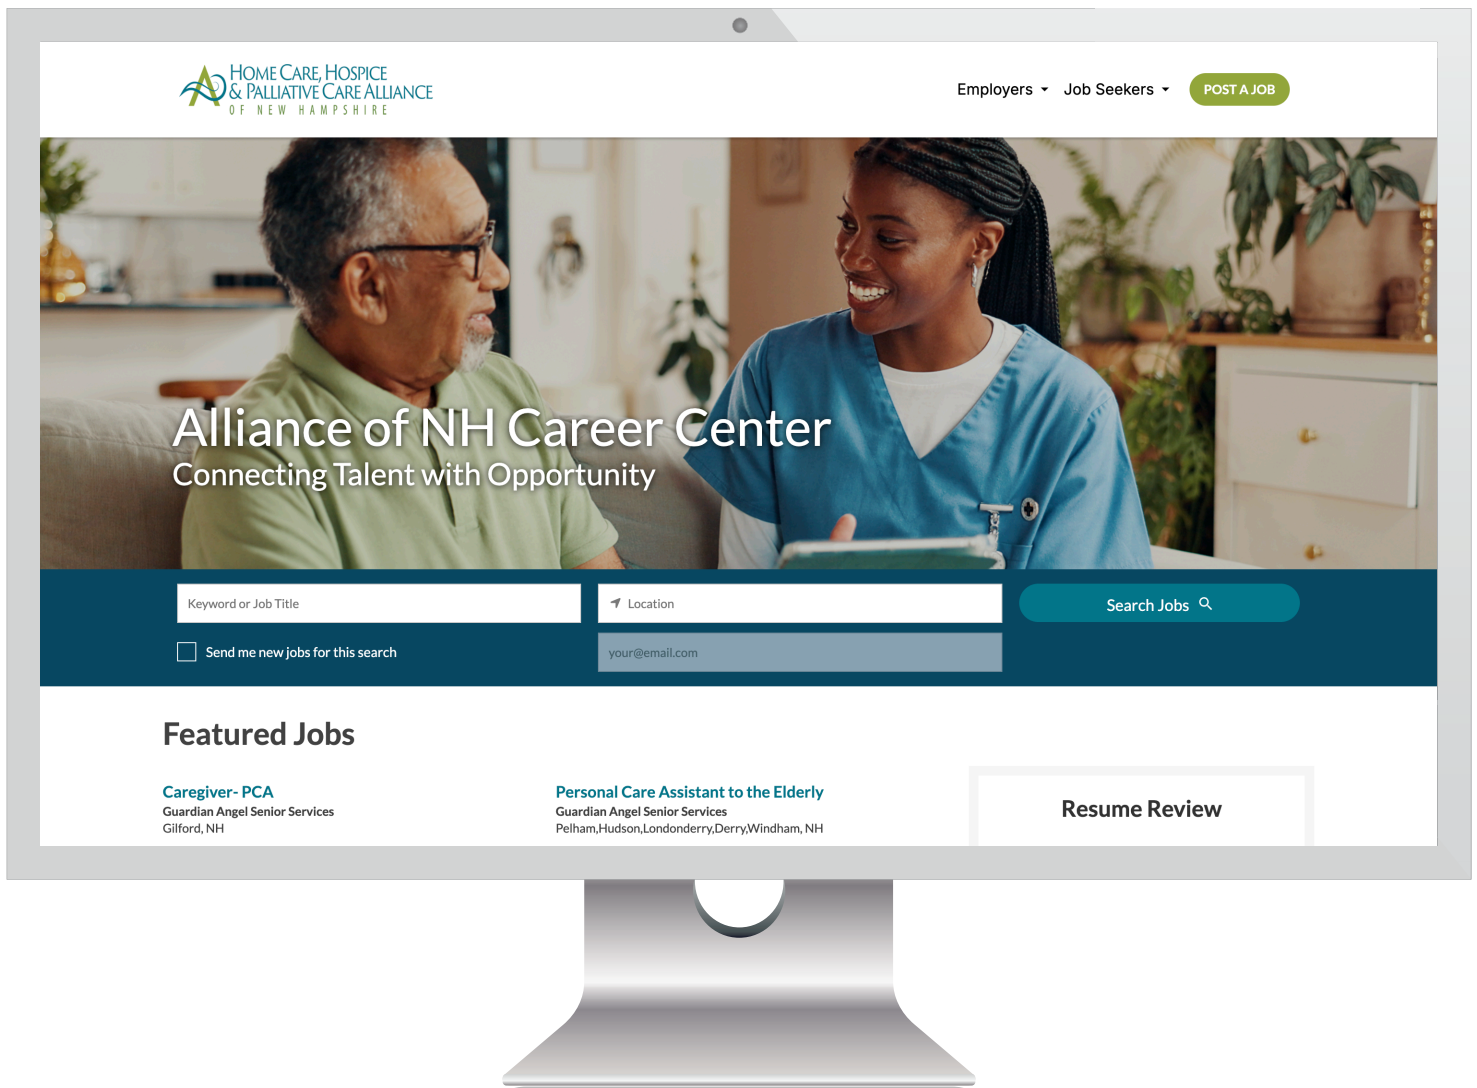 HOME CARE, HOSPICE
& PALLIATIVE CARE ALLIANCE
OF NEW HAMPSHIRE
Employers
Job Seekers
POST A JOB
Alliance of NH Career Center
Connecting Talent with Opportunity
Keyword or Job Title
Location
Search Jobs
Send me new jobs for this search
your@email.com
Featured Jobs
Caregiver- PCA
Guardian Angel Senior Services
Gilford, NH
Personal Care Assistant to the Elderly
Guardian Angel Senior Services
Pelham,Hudson,Londonderry,Derry,Windham, NH
Resume Review